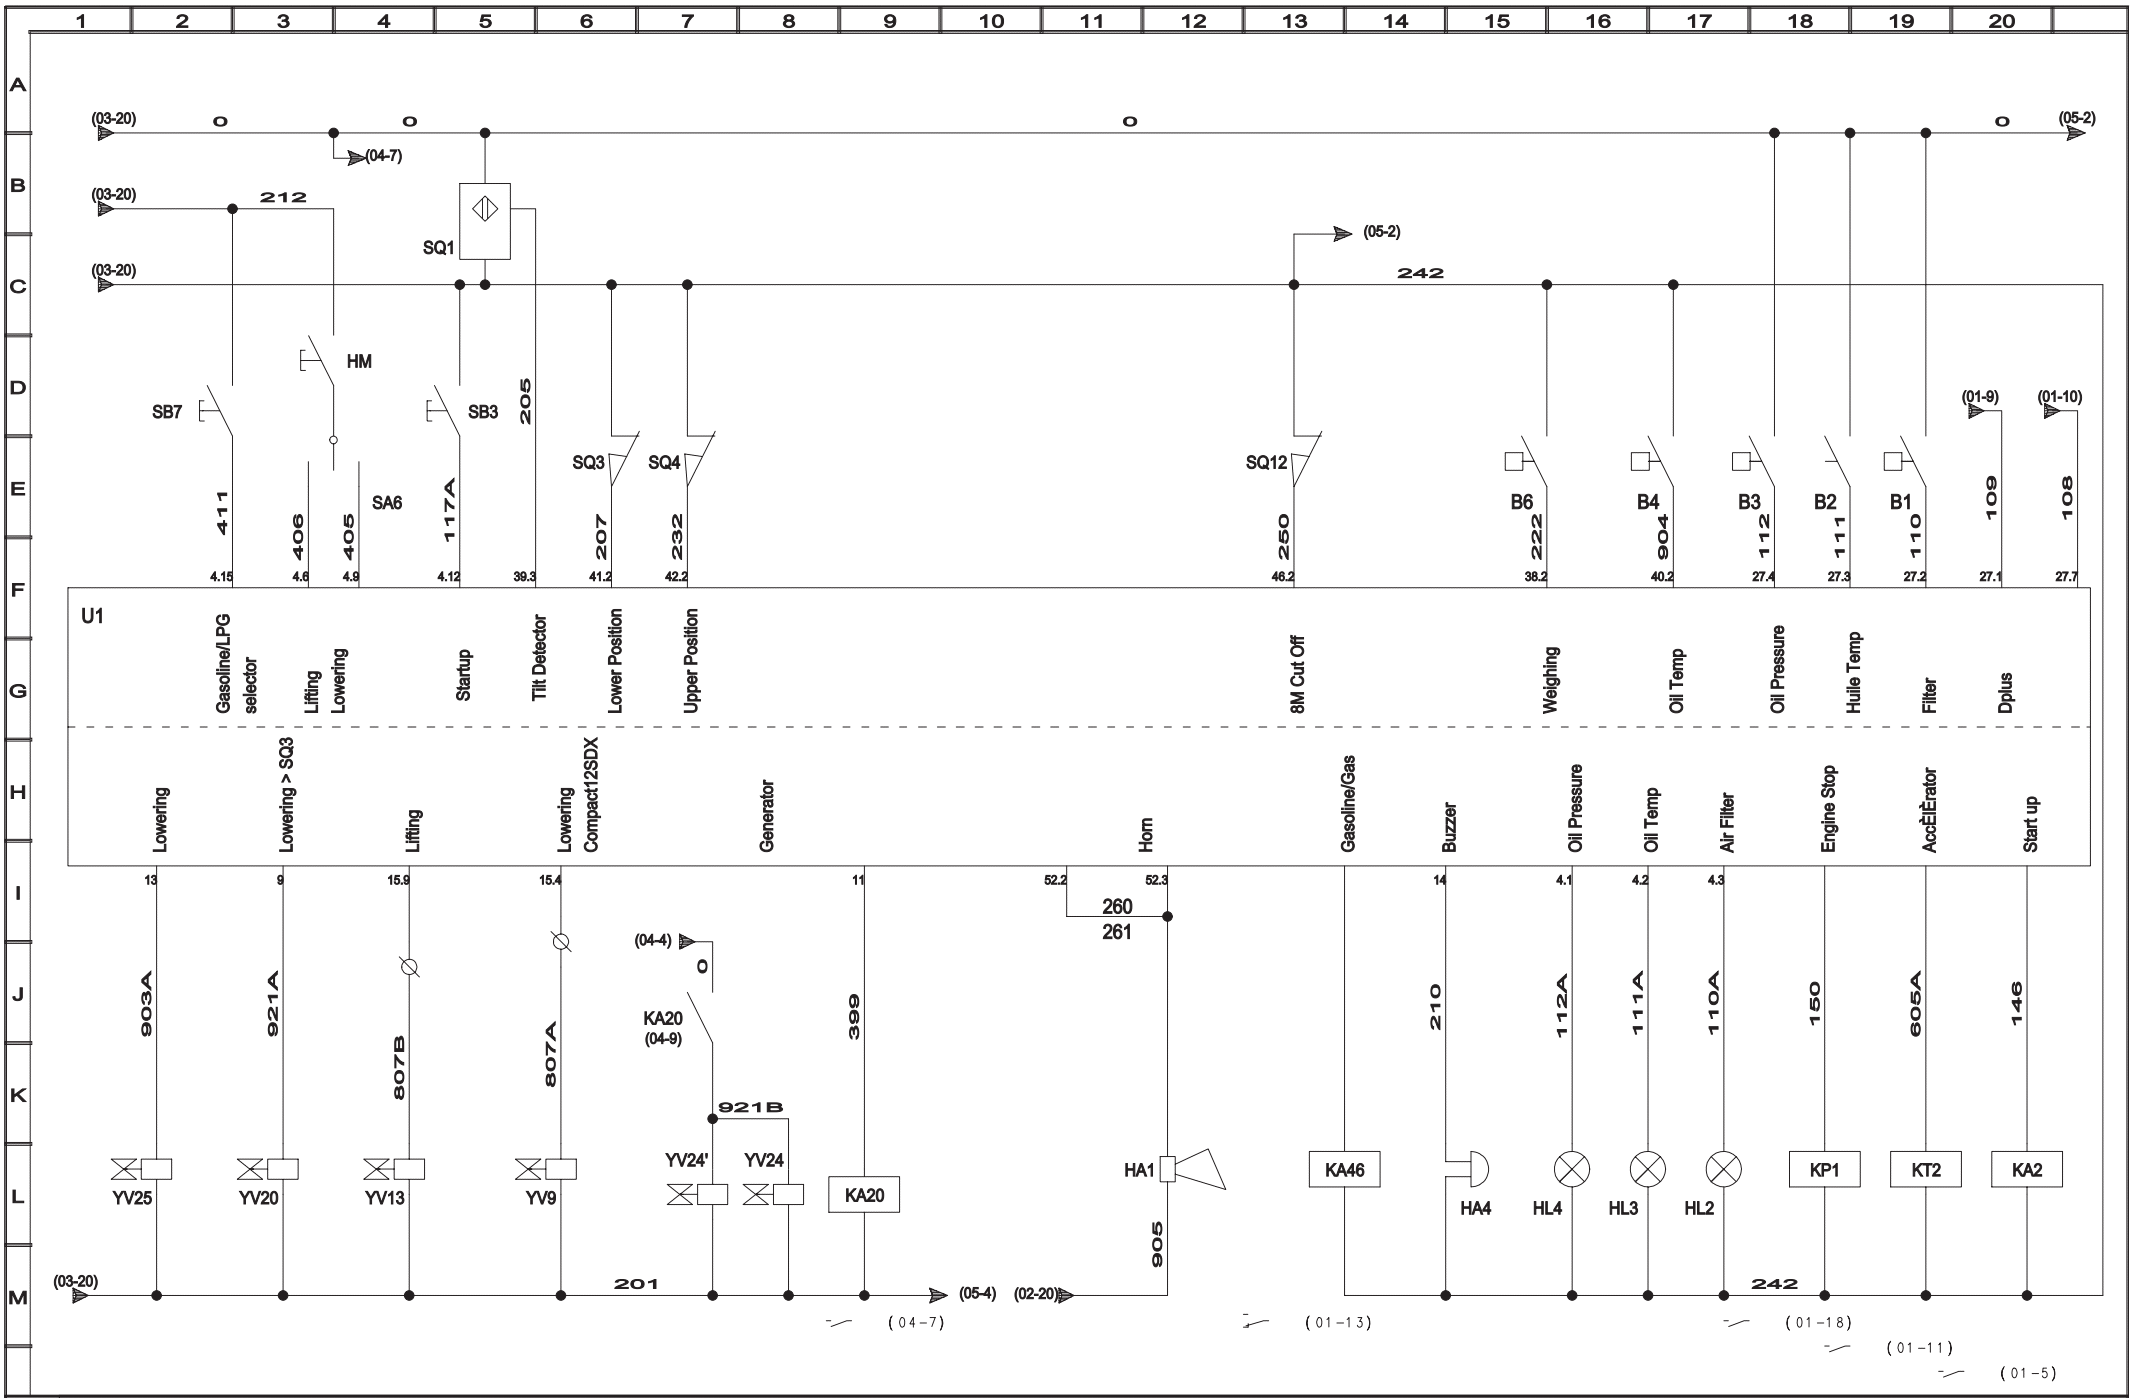 1 2 3 4 5 6 7 8 9 10 11 12 13 14 15 16 17 18 19 20
A
(03-20) 0 0 0 0 (05-2)
(04-7)
B
(03-20) 212
SQ1 (05-2)
C
(03-20) 242
HM
D
SB7 SB3 205 (01-9) (01-10)
SQ3 SQ4 SQ12
E
411 406 405 SA6 117A 207 232 250 B6 222 B4 904 B3 112 B2 111 B1 110 109 108
F
4.15 4.6 4.9 4.12 39.3 41.2 42.2 46.2 38.2 40.2 27.4 27.3 27.2 27.1 27.7
U1
G
Gasoline/LPG
selector
Lifting
Lowering
Startup
Tilt Detector
Lower Position
Upper Position
8M Cut Off
Weighing
Oil Temp
Oil Pressure
Huile Temp
Filter
Dplus
H
Lowering
Lowering > SQ3
Lifting
Lowering
Compact12SDX
Generator
Horn
Gasoline/Gas
Buzzer
Oil Pressure
Oil Temp
Air Filter
Engine Stop
AccÈlÈrator
Start up
I
13 9 15.9 15.4 11 52.2 52.3 14 4.1 4.2 4.3
260
261
(04-4)
J
903A 921A 0 399 210 112A 111A 110A 150 605A 146
KA20
(04-9)
807B 807A
K
921B
YV24' YV24
L
YV25 YV20 YV13 YV9 KA20 HA1 KA46 HA4 HL4 HL3 HL2 KP1 KT2 KA2
905
M
(03-20) 201 (05-4) (02-20) 242
(04-7) (01-13) (01-18)
(01-11)
(01-5)